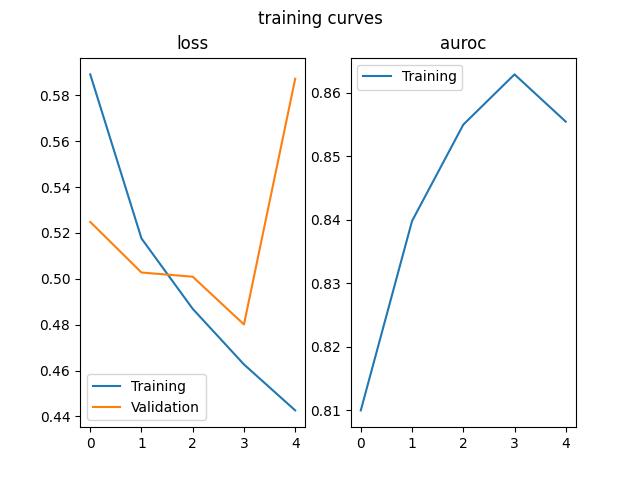 training curves
loss
auroc
0.58
0.56
0.54
0.52
0.50
0.48
0.46
0.44
0 1 2 3 4
Training
Validation
0.86
0.85
0.84
0.83
0.82
0.81
0 1 2 3 4
Training